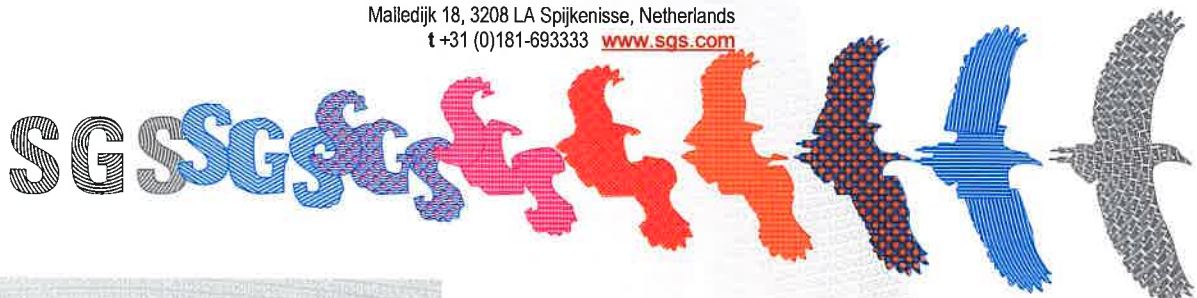 Malledijk 18, 3208 LA Spijkenisse, Netherlands
t +31 (0)181-693333 www.sgs.com
SGS SGS SGS